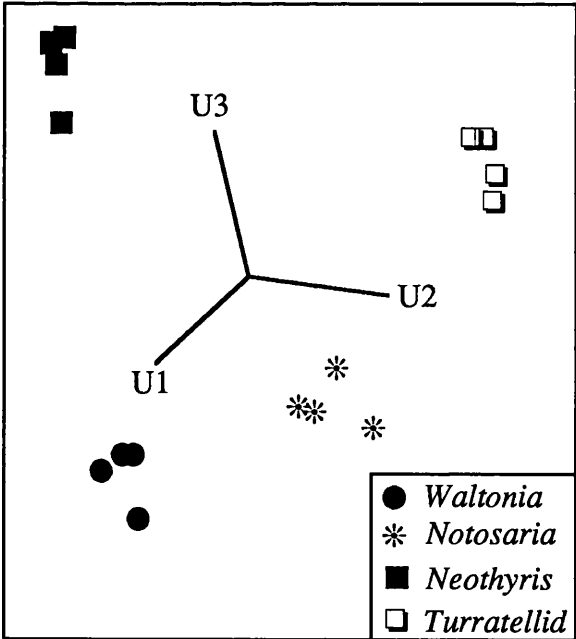 U3
U2
U1
Waltonia
Notosaria
Neothyris
Turratellid